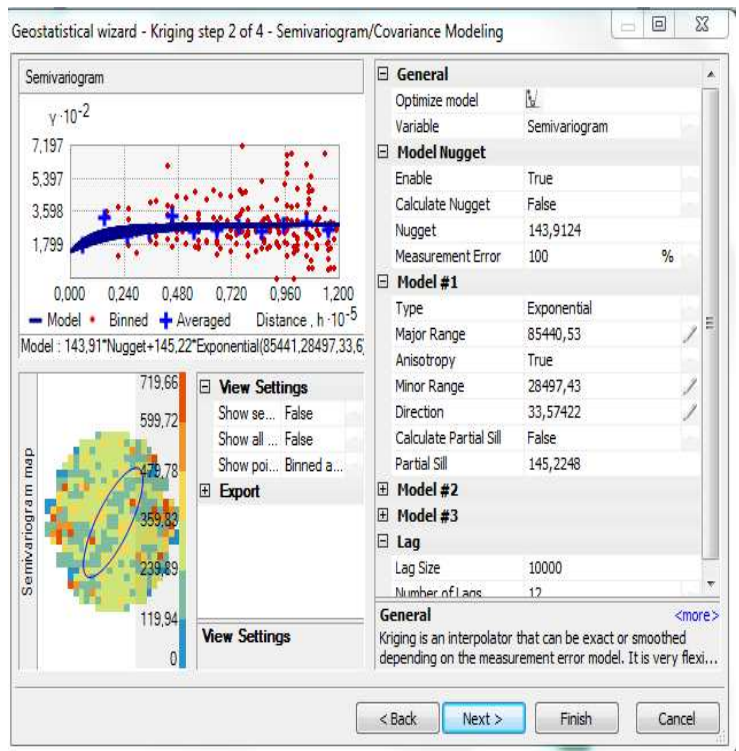 Geostatistical wizard - Kriging step 2 of 4 - Semivariogram/Covariance Modeling
Semivariogram
γ·10-2
7,197
5,397
3,598
1,799
0,000 0,240 0,480 0,720 0,960 1,200
Model Binned Averaged Distance , h ·10-5
Model : 143,91*Nugget+145,22*Exponential(85441,28497,33,6
Semivariogram map
719,66
599,72
479,78
359,83
239,89
119,94
0
View Settings
Show se... False
Show all ... False
Show poi... Binned a...
Export
View Settings
General
Optimize model
Variable Semivariogram
Model Nugget
Enable True
Calculate Nugget False
Nugget 143,9124
Measurement Error 100 %
Model #1
Type Exponential
Major Range 85440,53
Anisotropy True
Minor Range 28497,43
Direction 33,57422
Calculate Partial Sill False
Partial Sill 145,2248
Model #2
Model #3
Lag
Lag Size 10000
Number of Lags 12
General <more>
Kriging is an interpolator that can be exact or smoothed
depending on the measurement error model. It is very flexi...
< Back Next > Finish Cancel